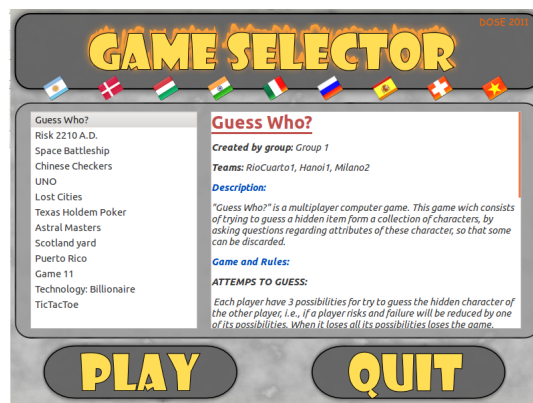 DOSE 2011
GAME SELECTOR
Guess Who?
Risk 2210 A.D.
Space Battleship
Chinese Checkers
UNO
Lost Cities
Texas Holdem Poker
Astral Masters
Scotland yard
Puerto Rico
Game 11
Technology: Billionaire
TicTacToe
Guess Who?
Created by group: Group 1
Teams: RioCuarto1, Hanoi1, Milano2
Description:
"Guess Who?" is a multiplayer computer game. This game wich consists
of trying to guess a hidden item form a collection of characters, by
asking questions regarding attributes of these character, so that some
can be discarded.
Game and Rules:
ATTEMPS TO GUESS:
Each player have 3 possibilities for try to guess the hidden character of
the other player, i.e., if a player risks and failure will be reduced by one
of its possibilities. When it loses all its possibilities loses the game.
PLAY
QUIT